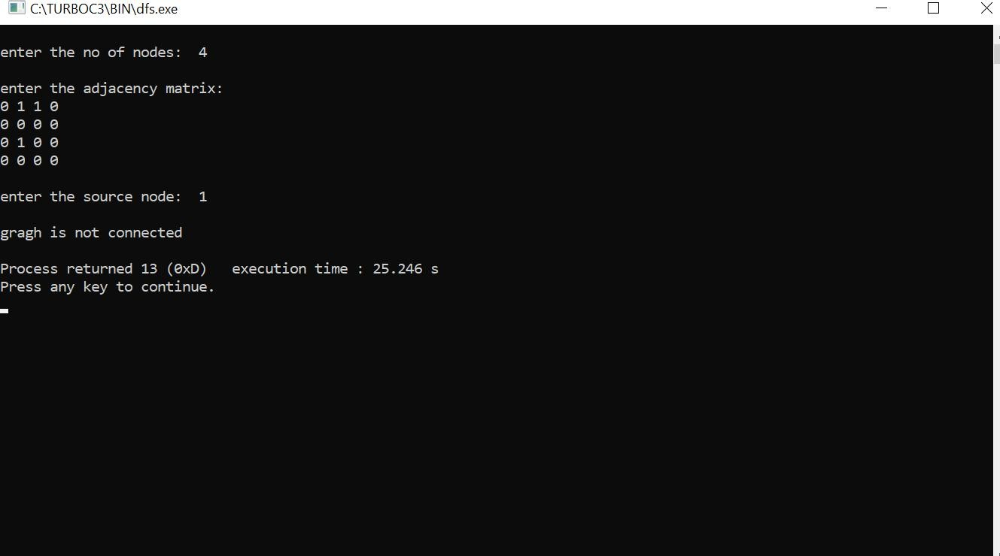 C:\TURBOC3\BIN\dfs.exe
enter the no of nodes:  4
enter the adjacency matrix:
0 1 1 0
0 0 0 0
0 1 0 0
0 0 0 0
enter the source node:  1
gragh is not connected
Process returned 13 (0xD)   execution time : 25.246 s
Press any key to continue.